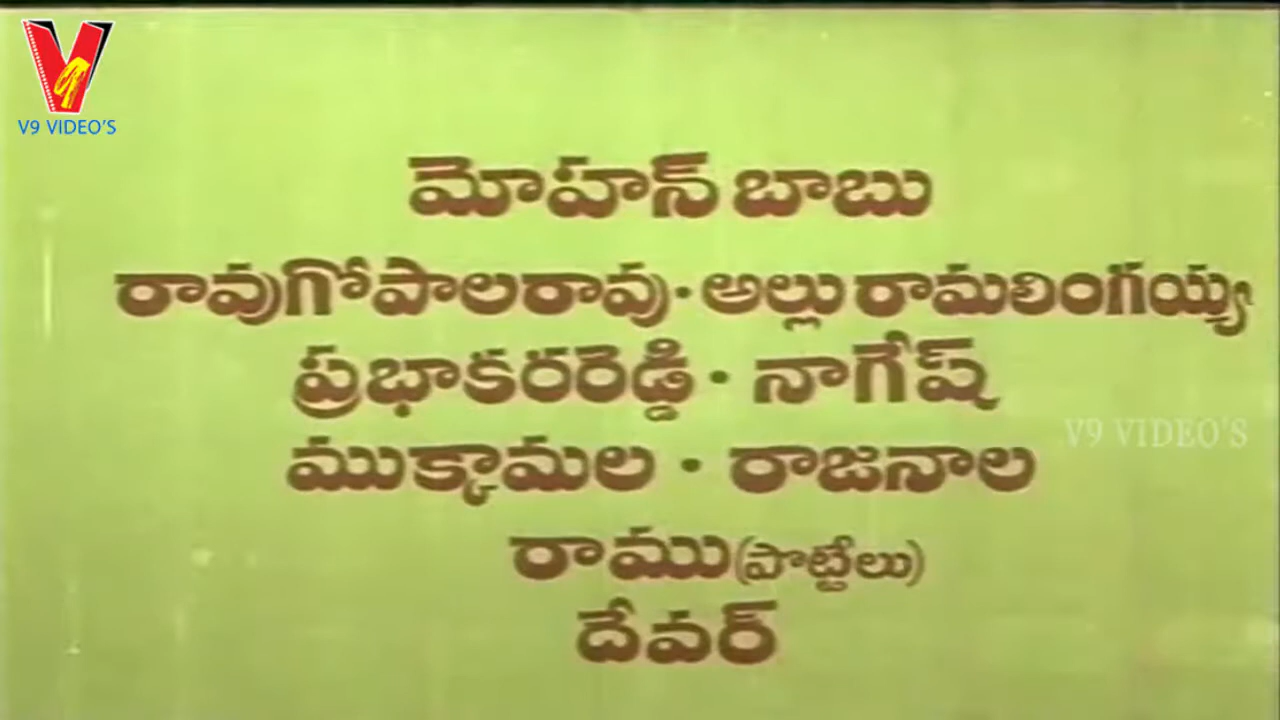 V9 VIDEO'S
మోహన్ బాబు
రావుగోపాలరావు · అల్లు రామలింగయ్య
ప్రభాకరరెడ్డి · నాగేష్
V9 VIDEO'S
ముక్కామల · రాజనాల
రాము (పొట్టేలు)
దేవర్